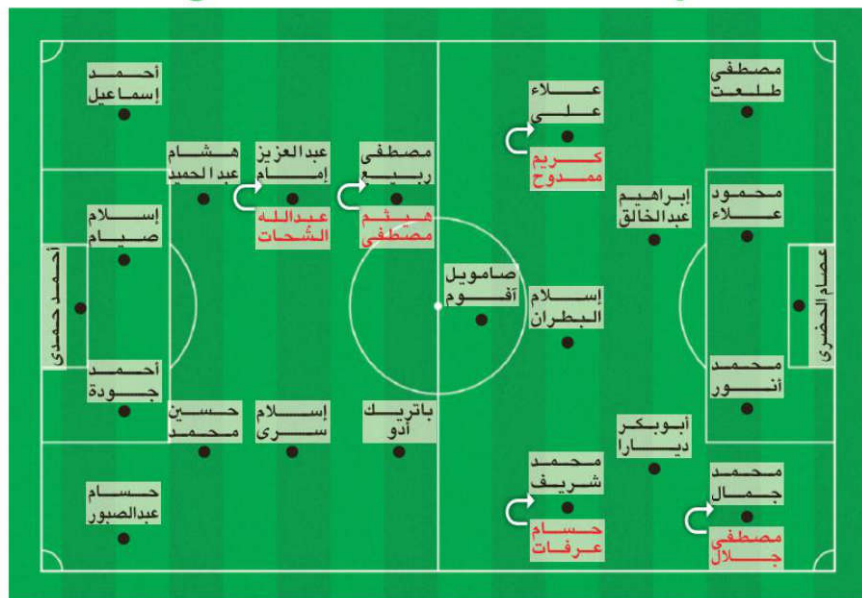 مصطفى
طلعت
علاء
على
كريم
ممدوح
أحمد
إسماعيل
هشام
عبدالحميد
عبدالعزيز
إمام
عبدالله
الشحات
مصطفى
ربيع
هيثم
مصطفى
إبراهيم
عبدالخالق
محمود
علاء
إسلام
صيام
أحمد حمدى
صامويل
آفوم
إسلام
البطران
عصام الحضرى
أحمد
جودة
حسين
محمد
إسلام
سرى
باتريك
أدو
محمد
أنور
أبوبكر
ديارا
محمد
شريف
حسام
عرفات
محمد
جمال
مصطفى
جلال
حسام
عبدالصبور